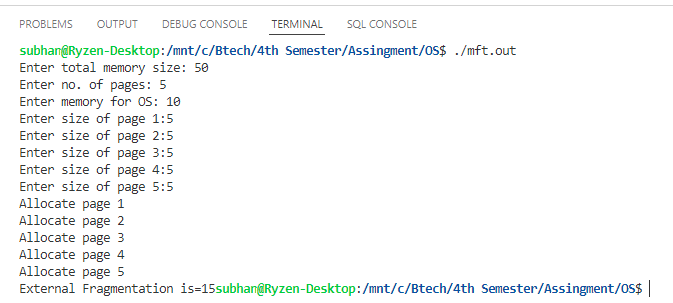 PROBLEMS OUTPUT DEBUG CONSOLE TERMINAL SQL CONSOLE
subhan@Ryzen-Desktop:/mnt/c/Btech/4th Semester/Assingment/OS$ ./mft.out
Enter total memory size: 50
Enter no. of pages: 5
Enter memory for OS: 10
Enter size of page 1:5
Enter size of page 2:5
Enter size of page 3:5
Enter size of page 4:5
Enter size of page 5:5
Allocate page 1
Allocate page 2
Allocate page 3
Allocate page 4
Allocate page 5
External Fragmentation is=15subhan@Ryzen-Desktop:/mnt/c/Btech/4th Semester/Assingment/OS$